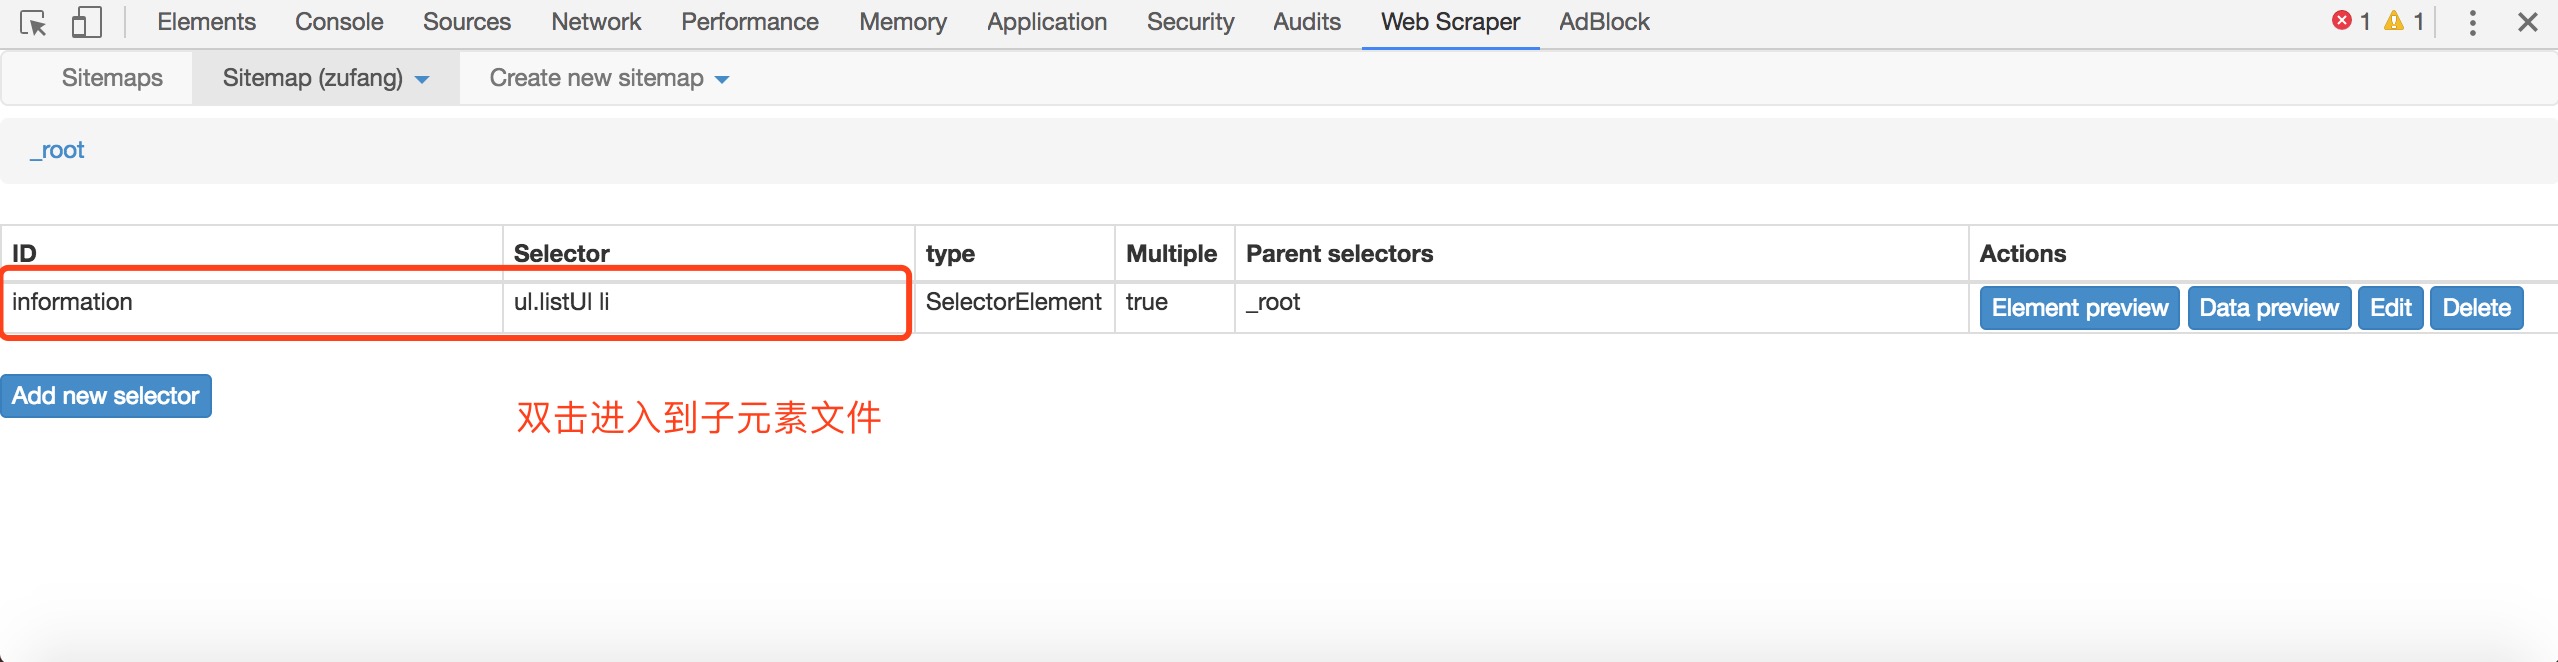 Elements Console Sources Network Performance Memory Application Security Audits Web Scraper AdBlock 1 1
Sitemaps Sitemap (zufang) Create new sitemap
_root
ID Selector type Multiple Parent selectors Actions
information ul.listUl li SelectorElement true _root Element preview Data preview Edit Delete
Add new selector
双击进入到子元素文件